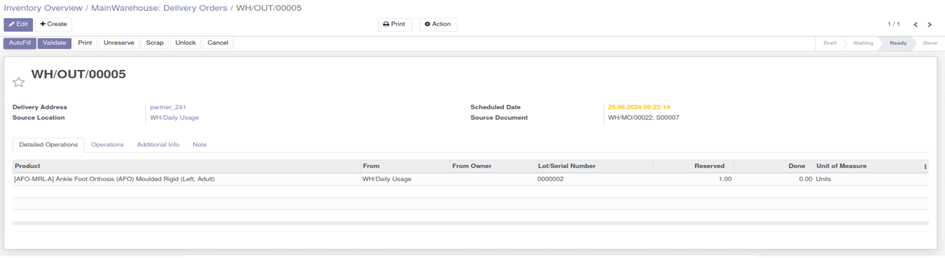 Inventory Overview / MainWarehouse: Delivery Orders / WH/OUT/00005
Edit + Create Print Action 1 / 1
AutoFill Validate Print Unreserve Scrap Unlock Cancel Draft Waiting Ready Done
WH/OUT/00005
Delivery Address partner_241 Scheduled Date 25.06.2024 09:22:14
Source Location WH/Daily Usage Source Document WH/MO/00022, S00007
Detailed Operations Operations Additional Info Note
Product From From Owner Lot/Serial Number Reserved Done Unit of Measure
[AFO-MRL-A] Ankle Foot Orthosis (AFO) Moulded Rigid (Left, Adult) WH/Daily Usage 0000002 1.00 0.00 Units